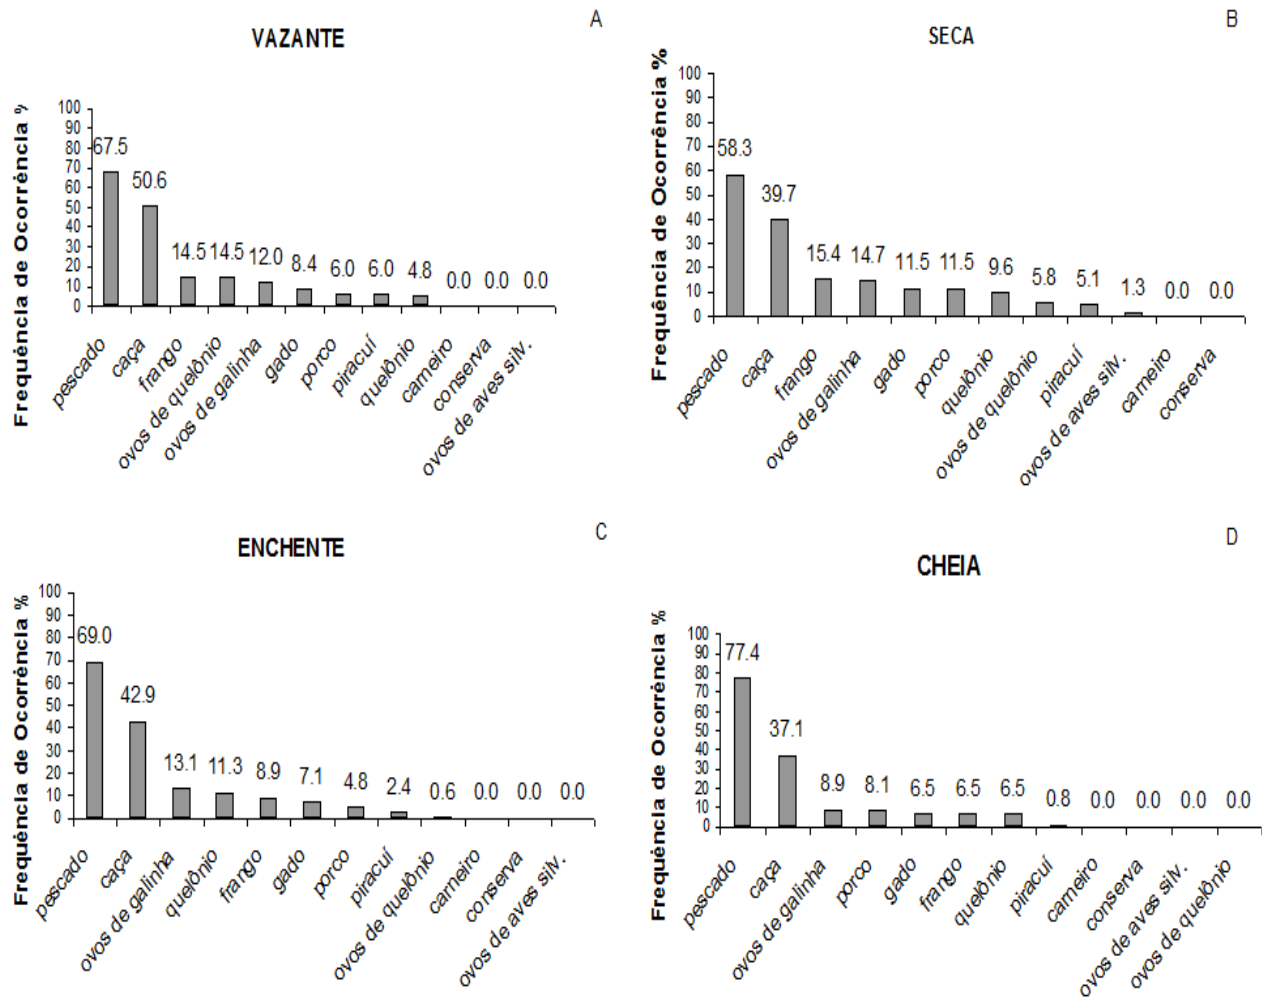 A
VAZANTE
Frequência de Ocorrência %
100
90
80
70
60
50
40
30
20
10
0
67.5
50.6
14.5
14.5
12.0
8.4
6.0
6.0
4.8
0.0
0.0
0.0
pescado
caça
frango
ovos de quelônio
ovos de galinha
gado
porco
piracuí
quelônio
carneiro
conserva
ovos de aves silv.
B
SECA
Frequência de Ocorrência %
100
90
80
70
60
50
40
30
20
10
0
58.3
39.7
15.4
14.7
11.5
11.5
9.6
5.8
5.1
1.3
0.0
0.0
pescado
caça
frango
ovos de galinha
gado
porco
quelônio
ovos de quelônio
piracuí
ovos de aves silv.
carneiro
conserva
C
ENCHENTE
Frequência de Ocorrência %
100
90
80
70
60
50
40
30
20
10
0
69.0
42.9
13.1
11.3
8.9
7.1
4.8
2.4
0.6
0.0
0.0
0.0
pescado
caça
ovos de galinha
quelônio
frango
gado
porco
piracuí
ovos de quelônio
carneiro
conserva
ovos de aves silv.
D
CHEIA
Frequência de Ocorrência %
100
90
80
70
60
50
40
30
20
10
0
77.4
37.1
8.9
8.1
6.5
6.5
6.5
0.8
0.0
0.0
0.0
0.0
pescado
caça
ovos de galinha
porco
gado
frango
quelônio
piracuí
carneiro
conserva
ovos de aves silv.
ovos de quelônio